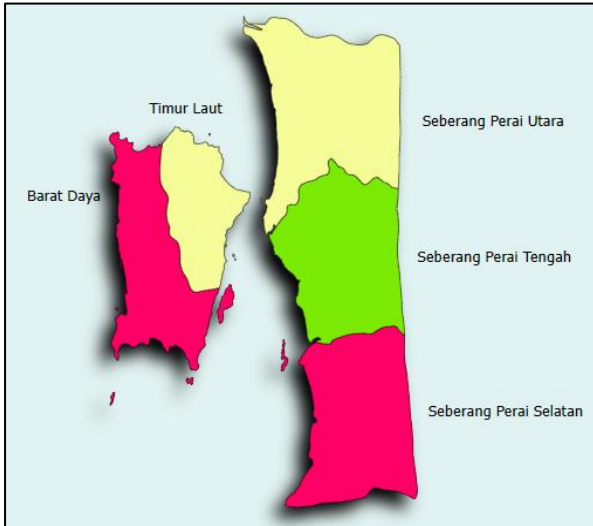 Timur Laut
Seberang Perai Utara
Barat Daya
Seberang Perai Tengah
Seberang Perai Selatan